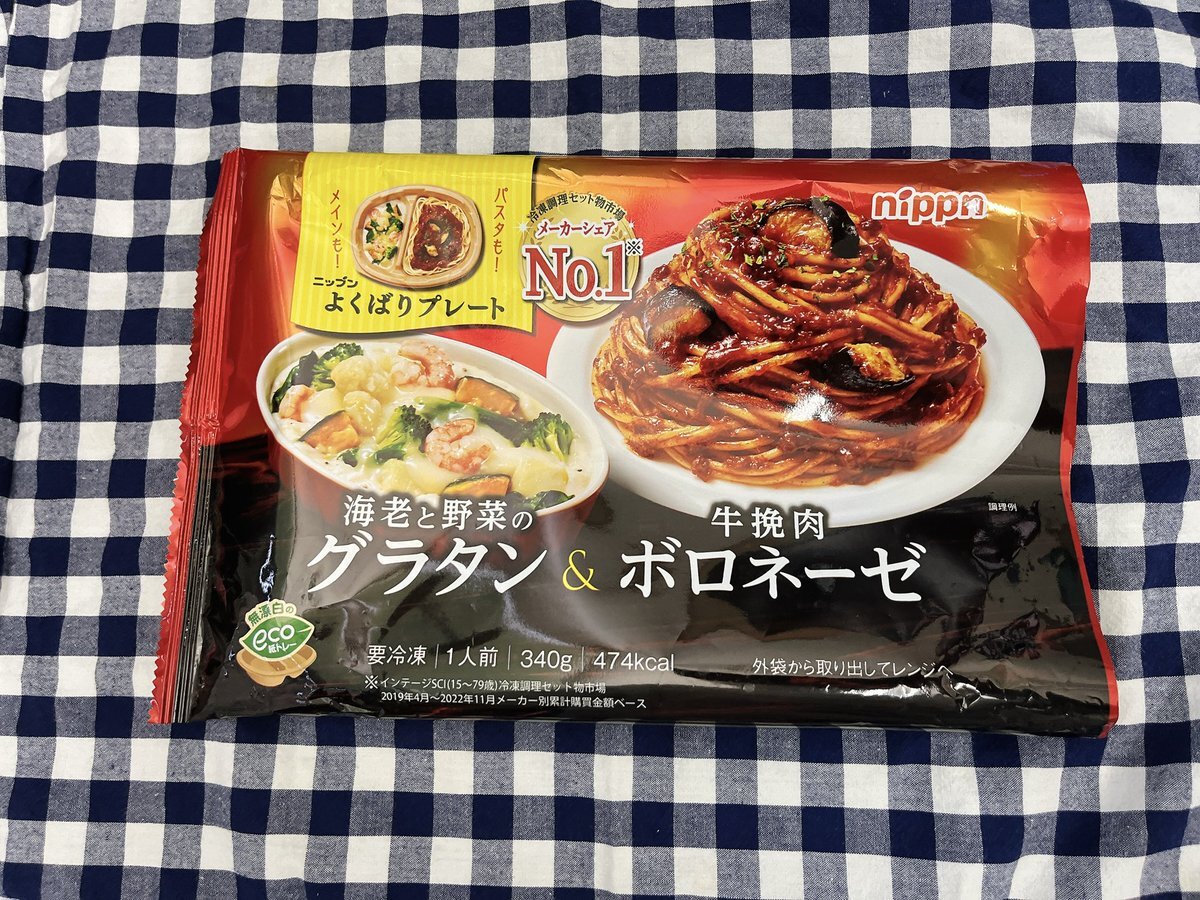 メインも!
パスタも!
ニップン
よくばりプレート
冷凍調理セット物市場
メーカーシェア
No.1※
nippn
海老と野菜の
グラタン
&
牛挽肉
ボロネーゼ
調理例
無漂白の
eco
紙トレー
要冷凍|1人前|340g|474kcal
外袋から取り出してレンジへ
※インテージSCI(15〜79歳)冷凍調理セット物市場
2019年4月〜2022年11月メーカー別累計購買金額ベース